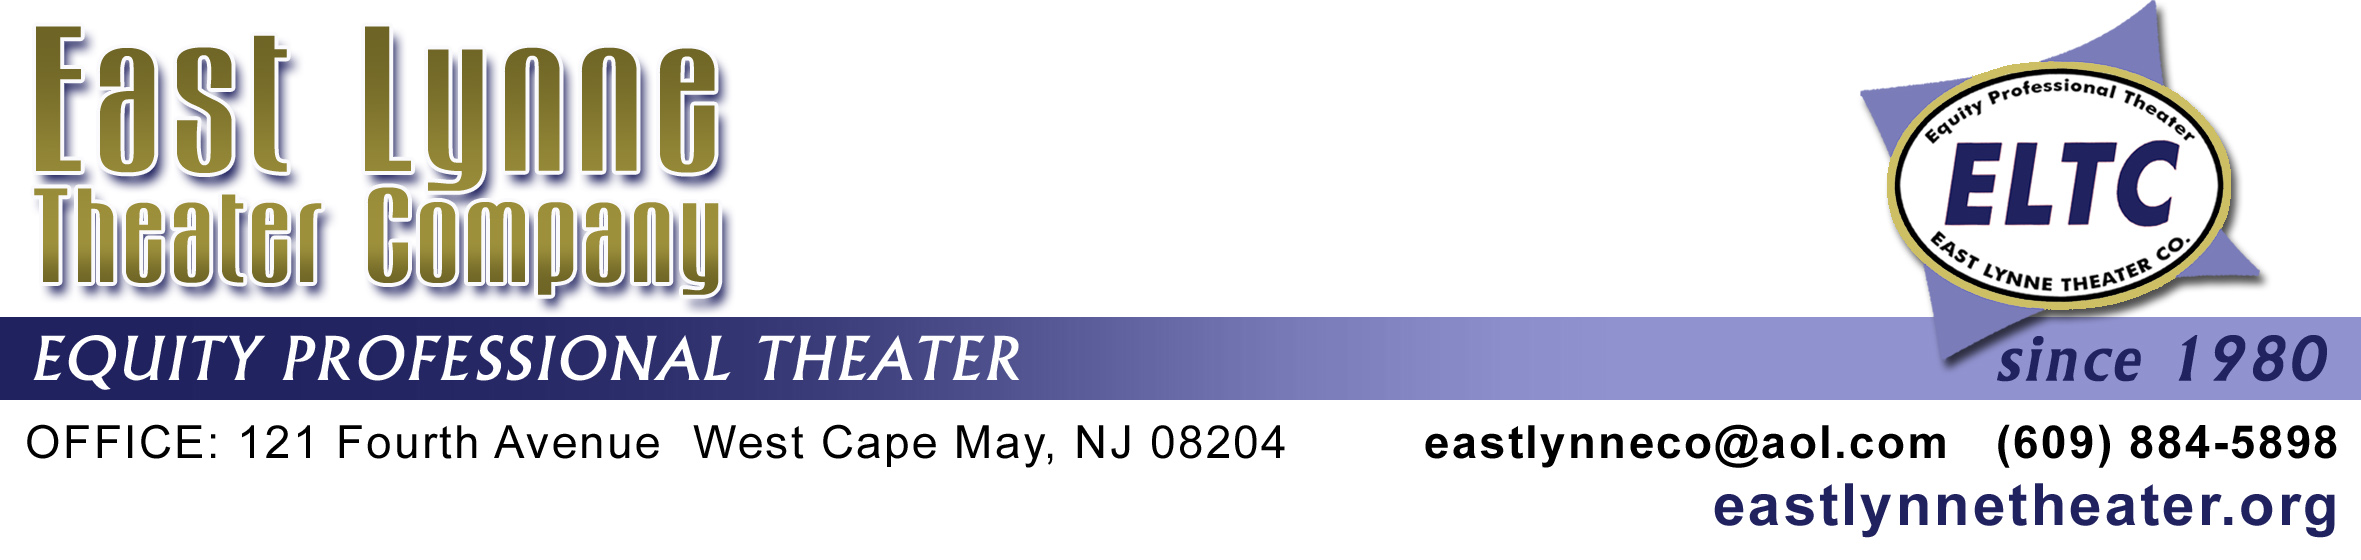 East Lynne
Theater Company
Equity Professional Theater
ELTC
EAST LYNNE THEATER CO.
EQUITY PROFESSIONAL THEATER
since 1980
OFFICE: 121 Fourth Avenue West Cape May, NJ 08204
eastlynneco@aol.com (609) 884-5898
eastlynnetheater.org